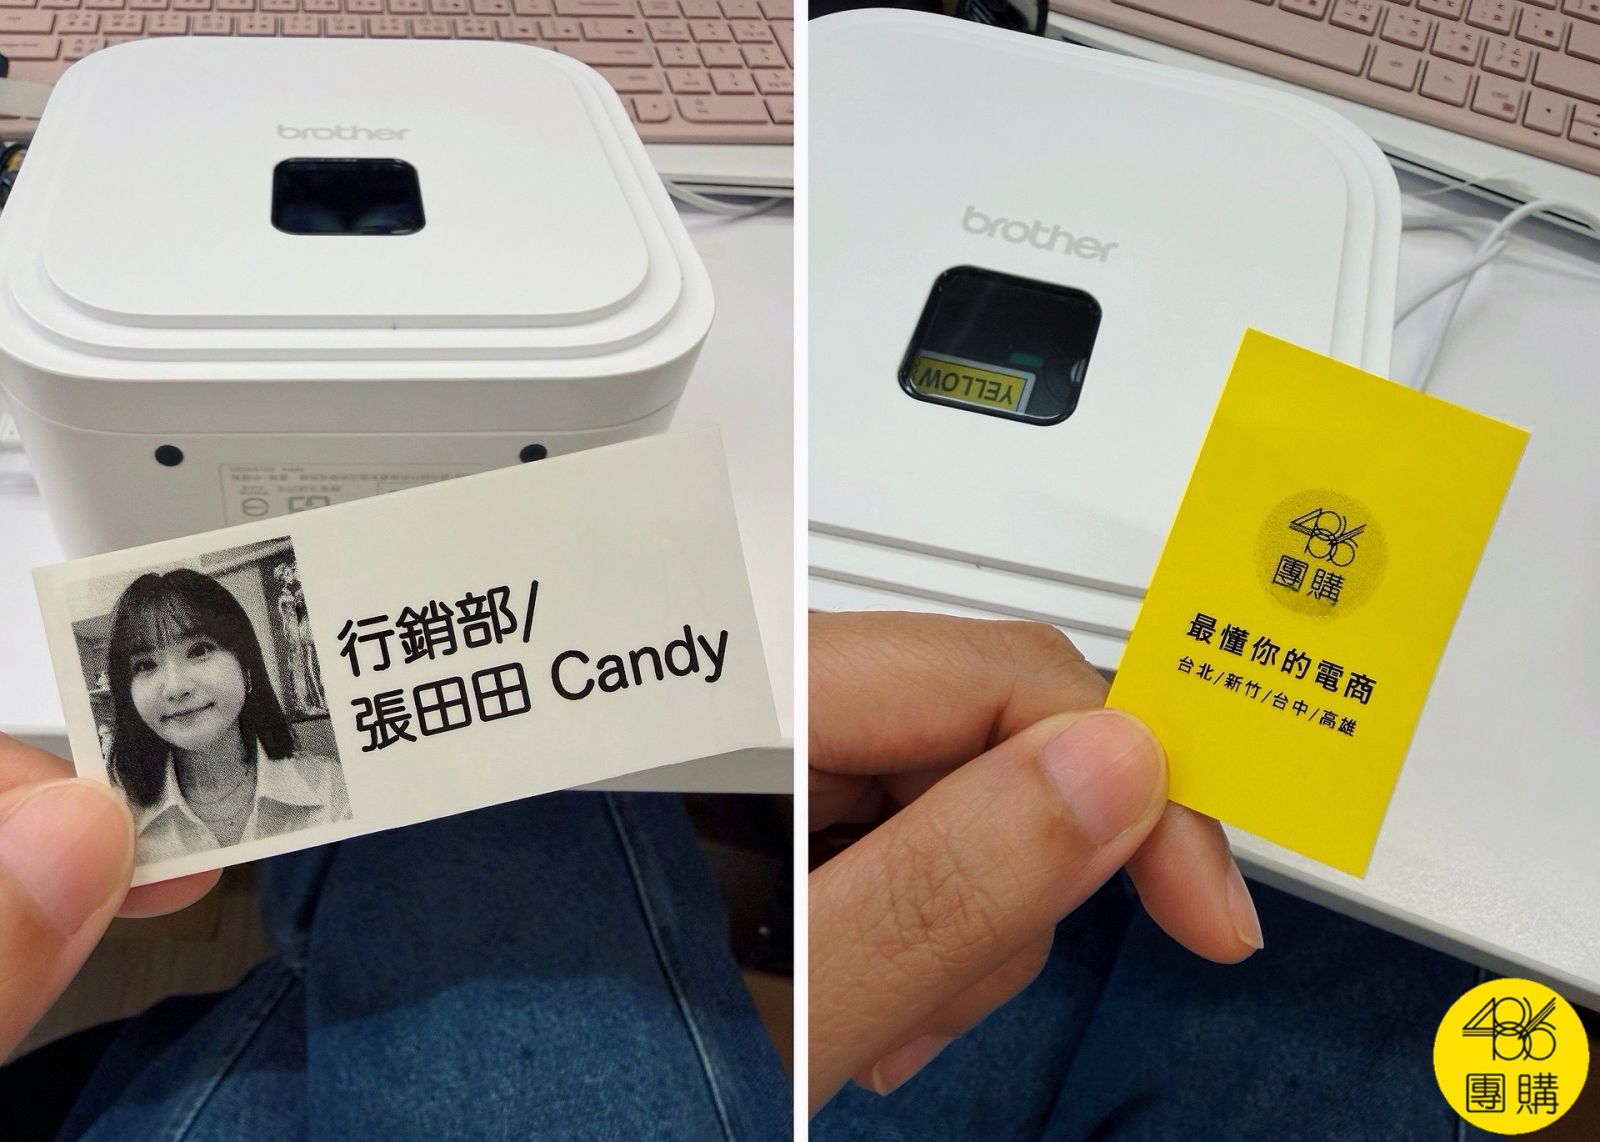 brother
行銷部/
張田田 Candy
brother
YELLOW
486
團購
最懂你的電商
台北/新竹/台中/高雄
486
團購